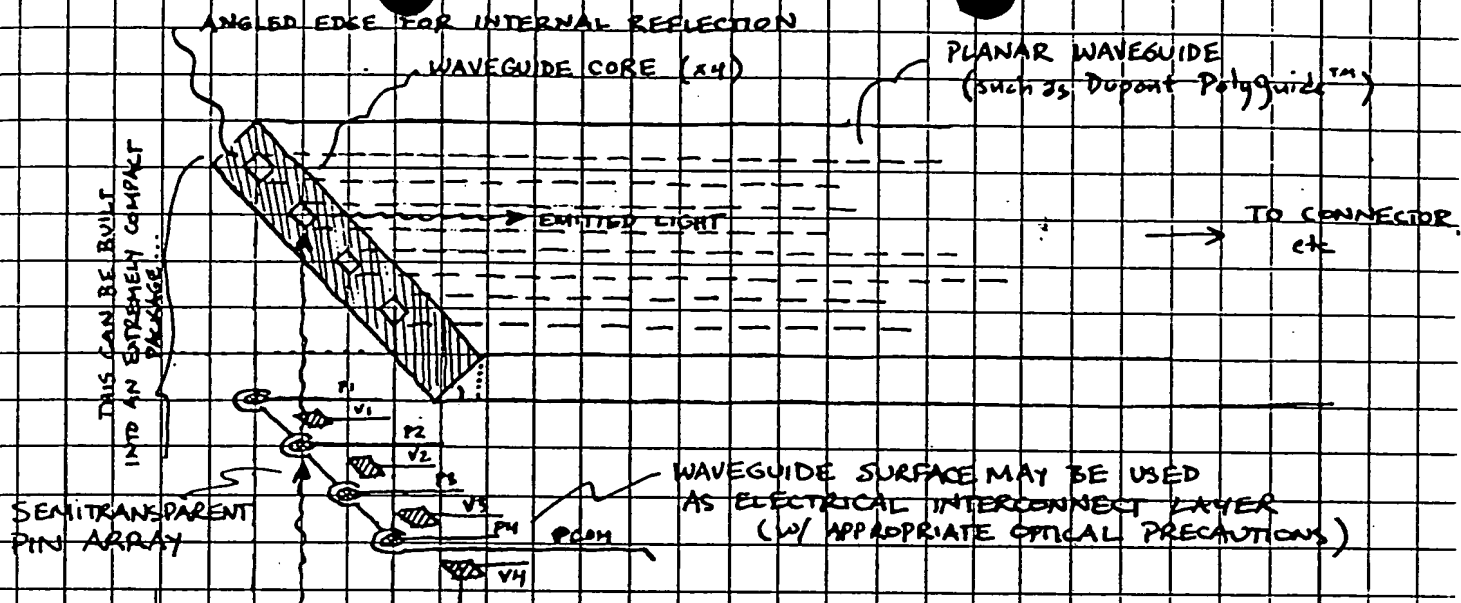 ANGLED EDGE FOR INTERNAL REFLECTION
WAVEGUIDE CORE (x4)
PLANAR WAVEGUIDE
(such as Dupont Polyguide™)
THIS CAN BE BUILT
INTO AN EXTREMELY COMPACT
PACKAGE...
EMITTED LIGHT
TO CONNECTOR
etc
P1
V1
P2
V2
P3
V3
P4
V4
PCOM
SEMITRANSPARENT
PIN ARRAY
WAVEGUIDE SURFACE MAY BE USED
AS ELECTRICAL INTERCONNECT LAYER
(W/ APPROPRIATE OPTICAL PRECAUTIONS)